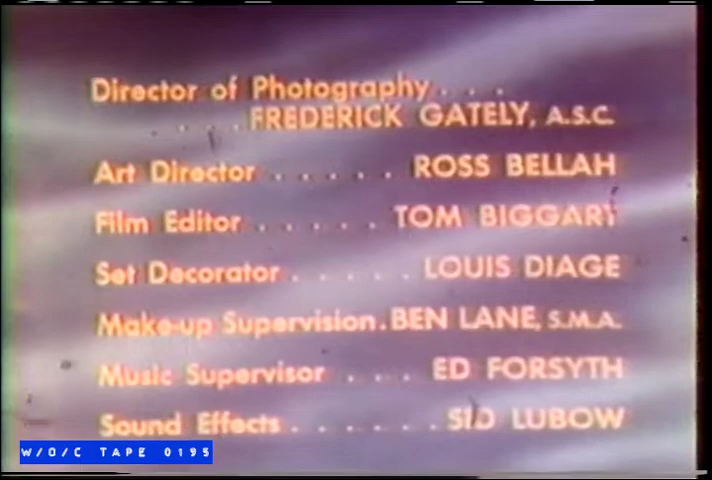 Director of Photography . . .
. . . . FREDERICK GATELY, A.S.C.
Art Director . . . . . ROSS BELLAH
Film Editor . . . . . TOM BIGGART
Set Decorator . . . . . LOUIS DIAGE
Make-up Supervision . BEN LANE, S.M.A.
Music Supervisor . . . ED FORSYTH
Sound Effects . . . . . . SID LUBOW
W/O/C TAPE 0195